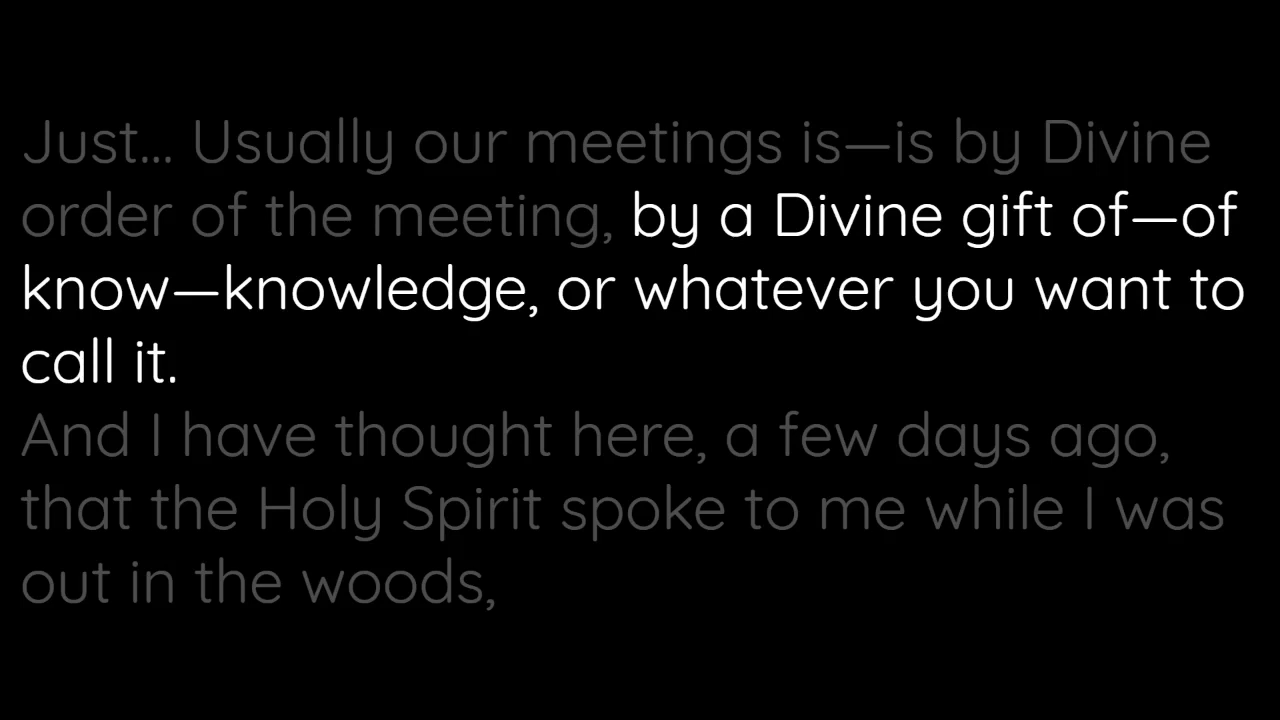 Just... Usually our meetings is—is by Divine
order of the meeting, by a Divine gift of—of
know—knowledge, or whatever you want to
call it.
And I have thought here, a few days ago,
that the Holy Spirit spoke to me while I was
out in the woods,